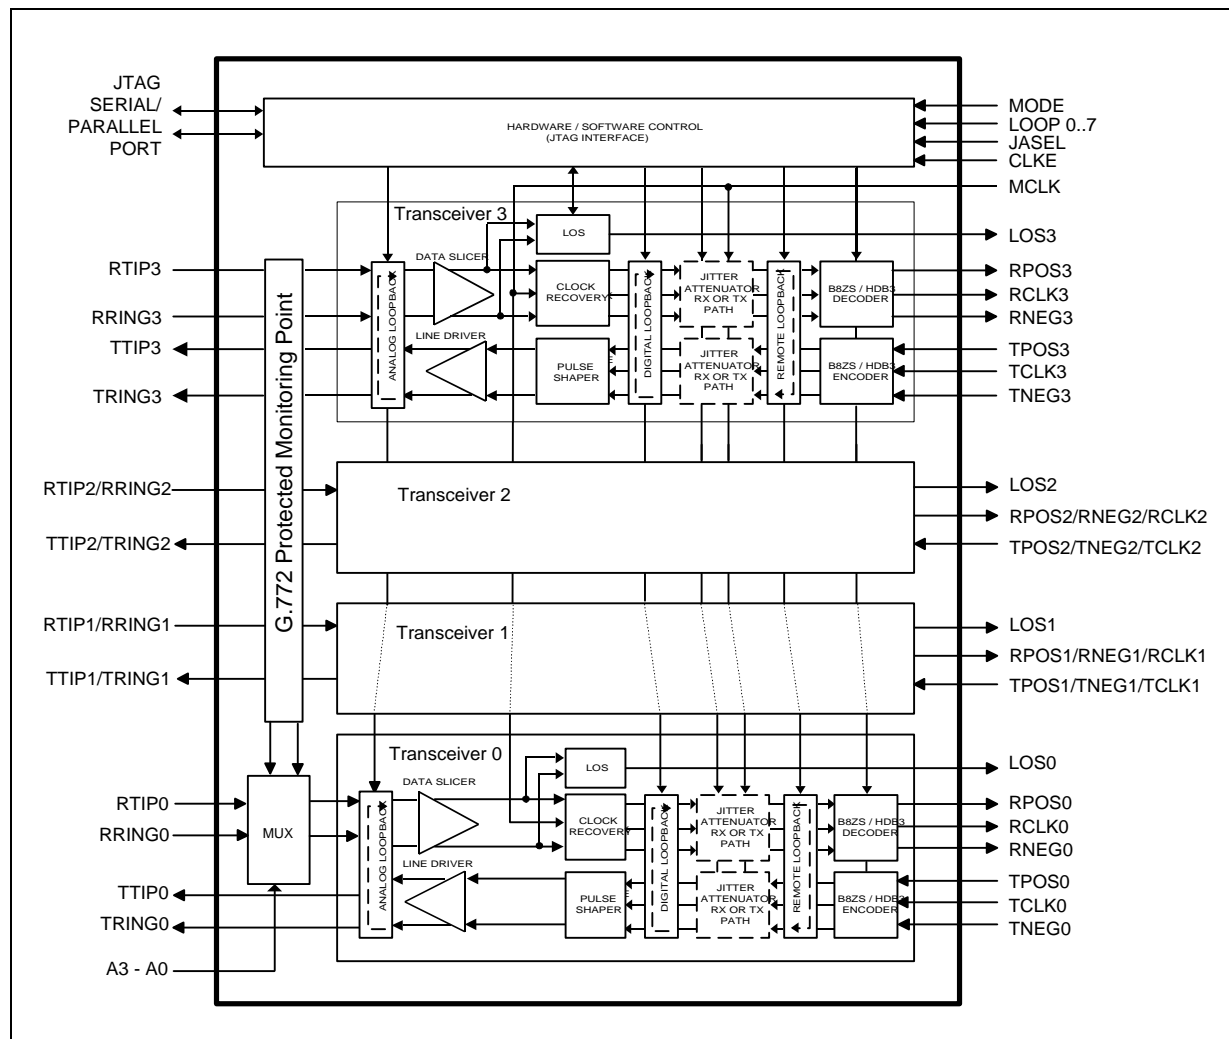 JTAG
SERIAL/
PARALLEL
PORT
HARDWARE / SOFTWARE CONTROL
(JTAG INTERFACE)
MODE
LOOP 0..7
JASEL
CLKE
MCLK
Transceiver 3
LOS
LOS3
DATA SLICER
RTIP3
RRING3
TTIP3
TRING3
G.772 Protected Monitoring Point
ANALOG LOOPBACK
LINE DRIVER
CLOCK
RECOVERY
PULSE
SHAPER
DIGITAL LOOPBACK
JITTER
ATTENUATOR
RX OR TX
PATH
JITTER
ATTENUATOR
RX OR TX
PATH
REMOTE LOOPBACK
B8ZS / HDB3
DECODER
B8ZS / HDB3
ENCODER
RPOS3
RCLK3
RNEG3
TPOS3
TCLK3
TNEG3
RTIP2/RRING2
TTIP2/TRING2
Transceiver 2
LOS2
RPOS2/RNEG2/RCLK2
TPOS2/TNEG2/TCLK2
RTIP1/RRING1
TTIP1/TRING1
Transceiver 1
LOS1
RPOS1/RNEG1/RCLK1
TPOS1/TNEG1/TCLK1
Transceiver 0
LOS
LOS0
DATA SLICER
RTIP0
RRING0
MUX
TTIP0
TRING0
A3 - A0
ANALOG LOOPBACK
LINE DRIVER
CLOCK
RECOVERY
PULSE
SHAPER
DIGITAL LOOPBACK
JITTER
ATTENUATOR
RX OR TX
PATH
JITTER
ATTENUATOR
RX OR TX
PATH
REMOTE LOOPBACK
B8ZS / HDB3
DECODER
B8ZS / HDB3
ENCODER
RPOS0
RCLK0
RNEG0
TPOS0
TCLK0
TNEG0